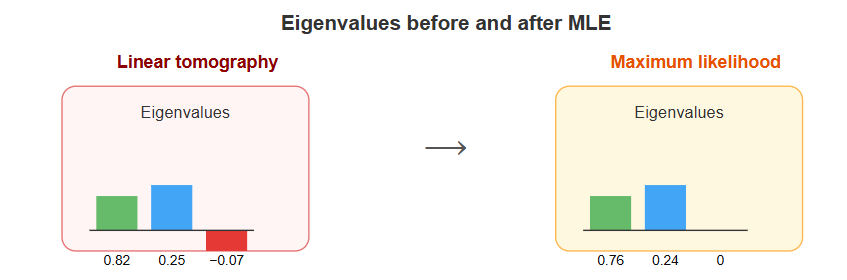 Eigenvalues before and after MLE
Linear tomography
Maximum likelihood
Eigenvalues
Eigenvalues
→
0.82 0.25 −0.07
0.76 0.24 0